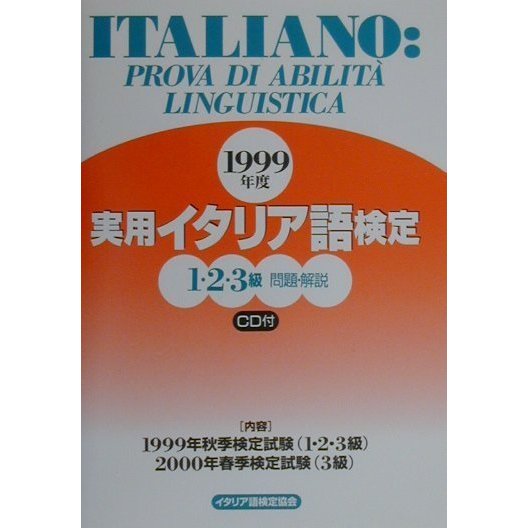 ITALIANO:
PROVA DI ABILITÀ
LINGUISTICA
1999
年度
実用イタリア語検定
1・2・3級 問題・解説
CD付
[内容]
1999年秋季検定試験(1・2・3級)
2000年春季検定試験(3級)
イタリア語検定協会